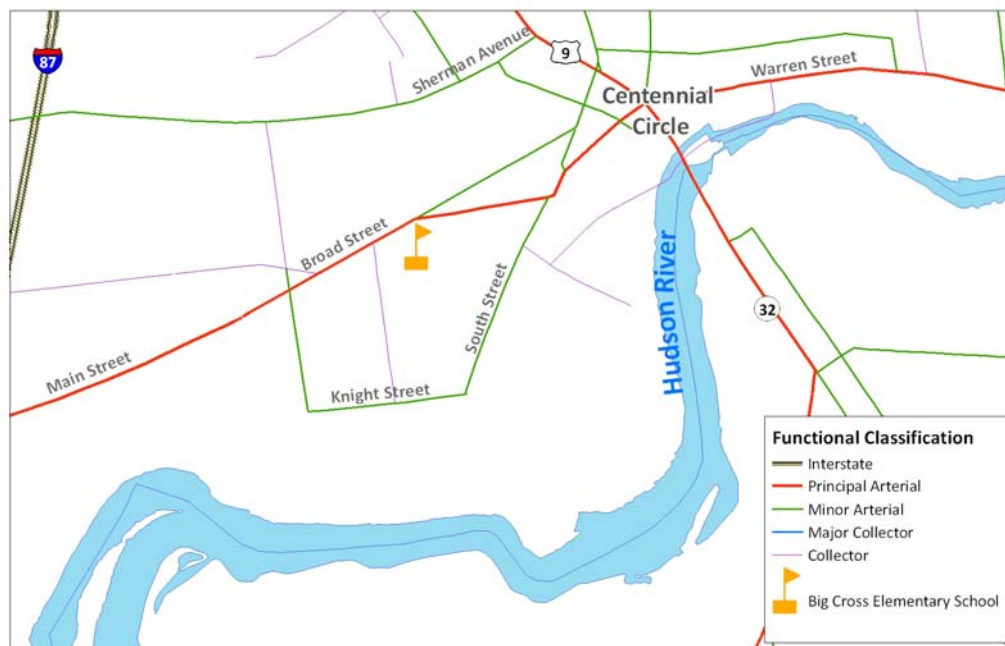 87
Sherman Avenue
9
Warren Street
Centennial
Circle
Broad Street
Hudson River
South Street
32
Main Street
Knight Street
Functional Classification
Interstate
Principal Arterial
Minor Arterial
Major Collector
Collector
Big Cross Elementary School